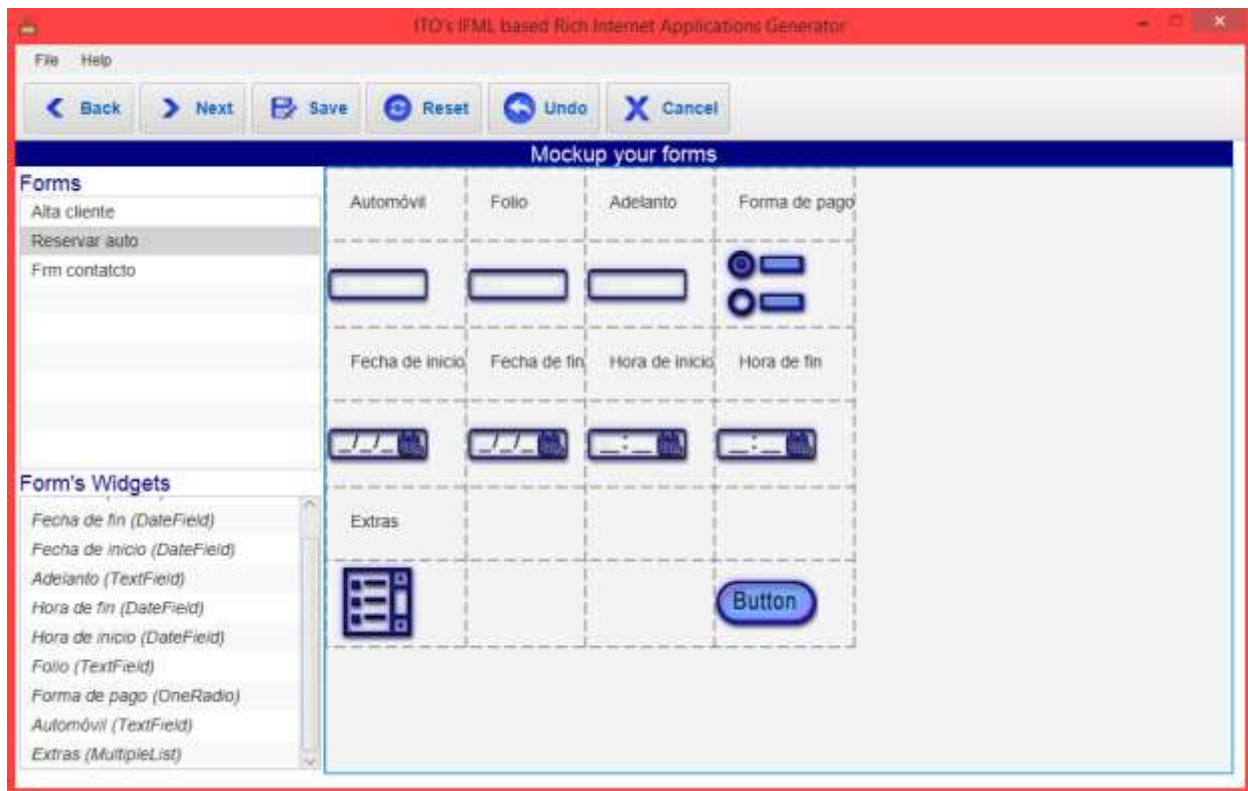 ITO's IFML based Rich Internet Applications Generator
File Help
Back Next Save Reset Undo Cancel
Mockup your forms
Forms
Alta cliente
Reservar auto
Frm contatcto
Automóvil Folio Adelanto Forma de pago
Fecha de inicio Fecha de fin Hora de inicio Hora de fin
_/_/_ _/_/_ _:_ _:_
Extras
Button
Form's Widgets
Fecha de fin (DateField)
Fecha de inicio (DateField)
Adelanto (TextField)
Hora de fin (DateField)
Hora de inicio (DateField)
Folio (TextField)
Forma de pago (OneRadio)
Automóvil (TextField)
Extras (MultipleList)